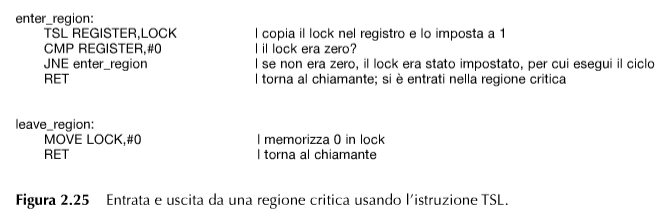 enter_region:
TSL REGISTER,LOCK | copia il lock nel registro e lo imposta a 1
CMP REGISTER,#0 | il lock era zero?
JNE enter_region | se non era zero, il lock era stato impostato, per cui esegui il ciclo
RET | torna al chiamante; si è entrati nella regione critica
leave_region:
MOVE LOCK,#0 | memorizza 0 in lock
RET | torna al chiamante
Figura 2.25 Entrata e uscita da una regione critica usando l'istruzione TSL.